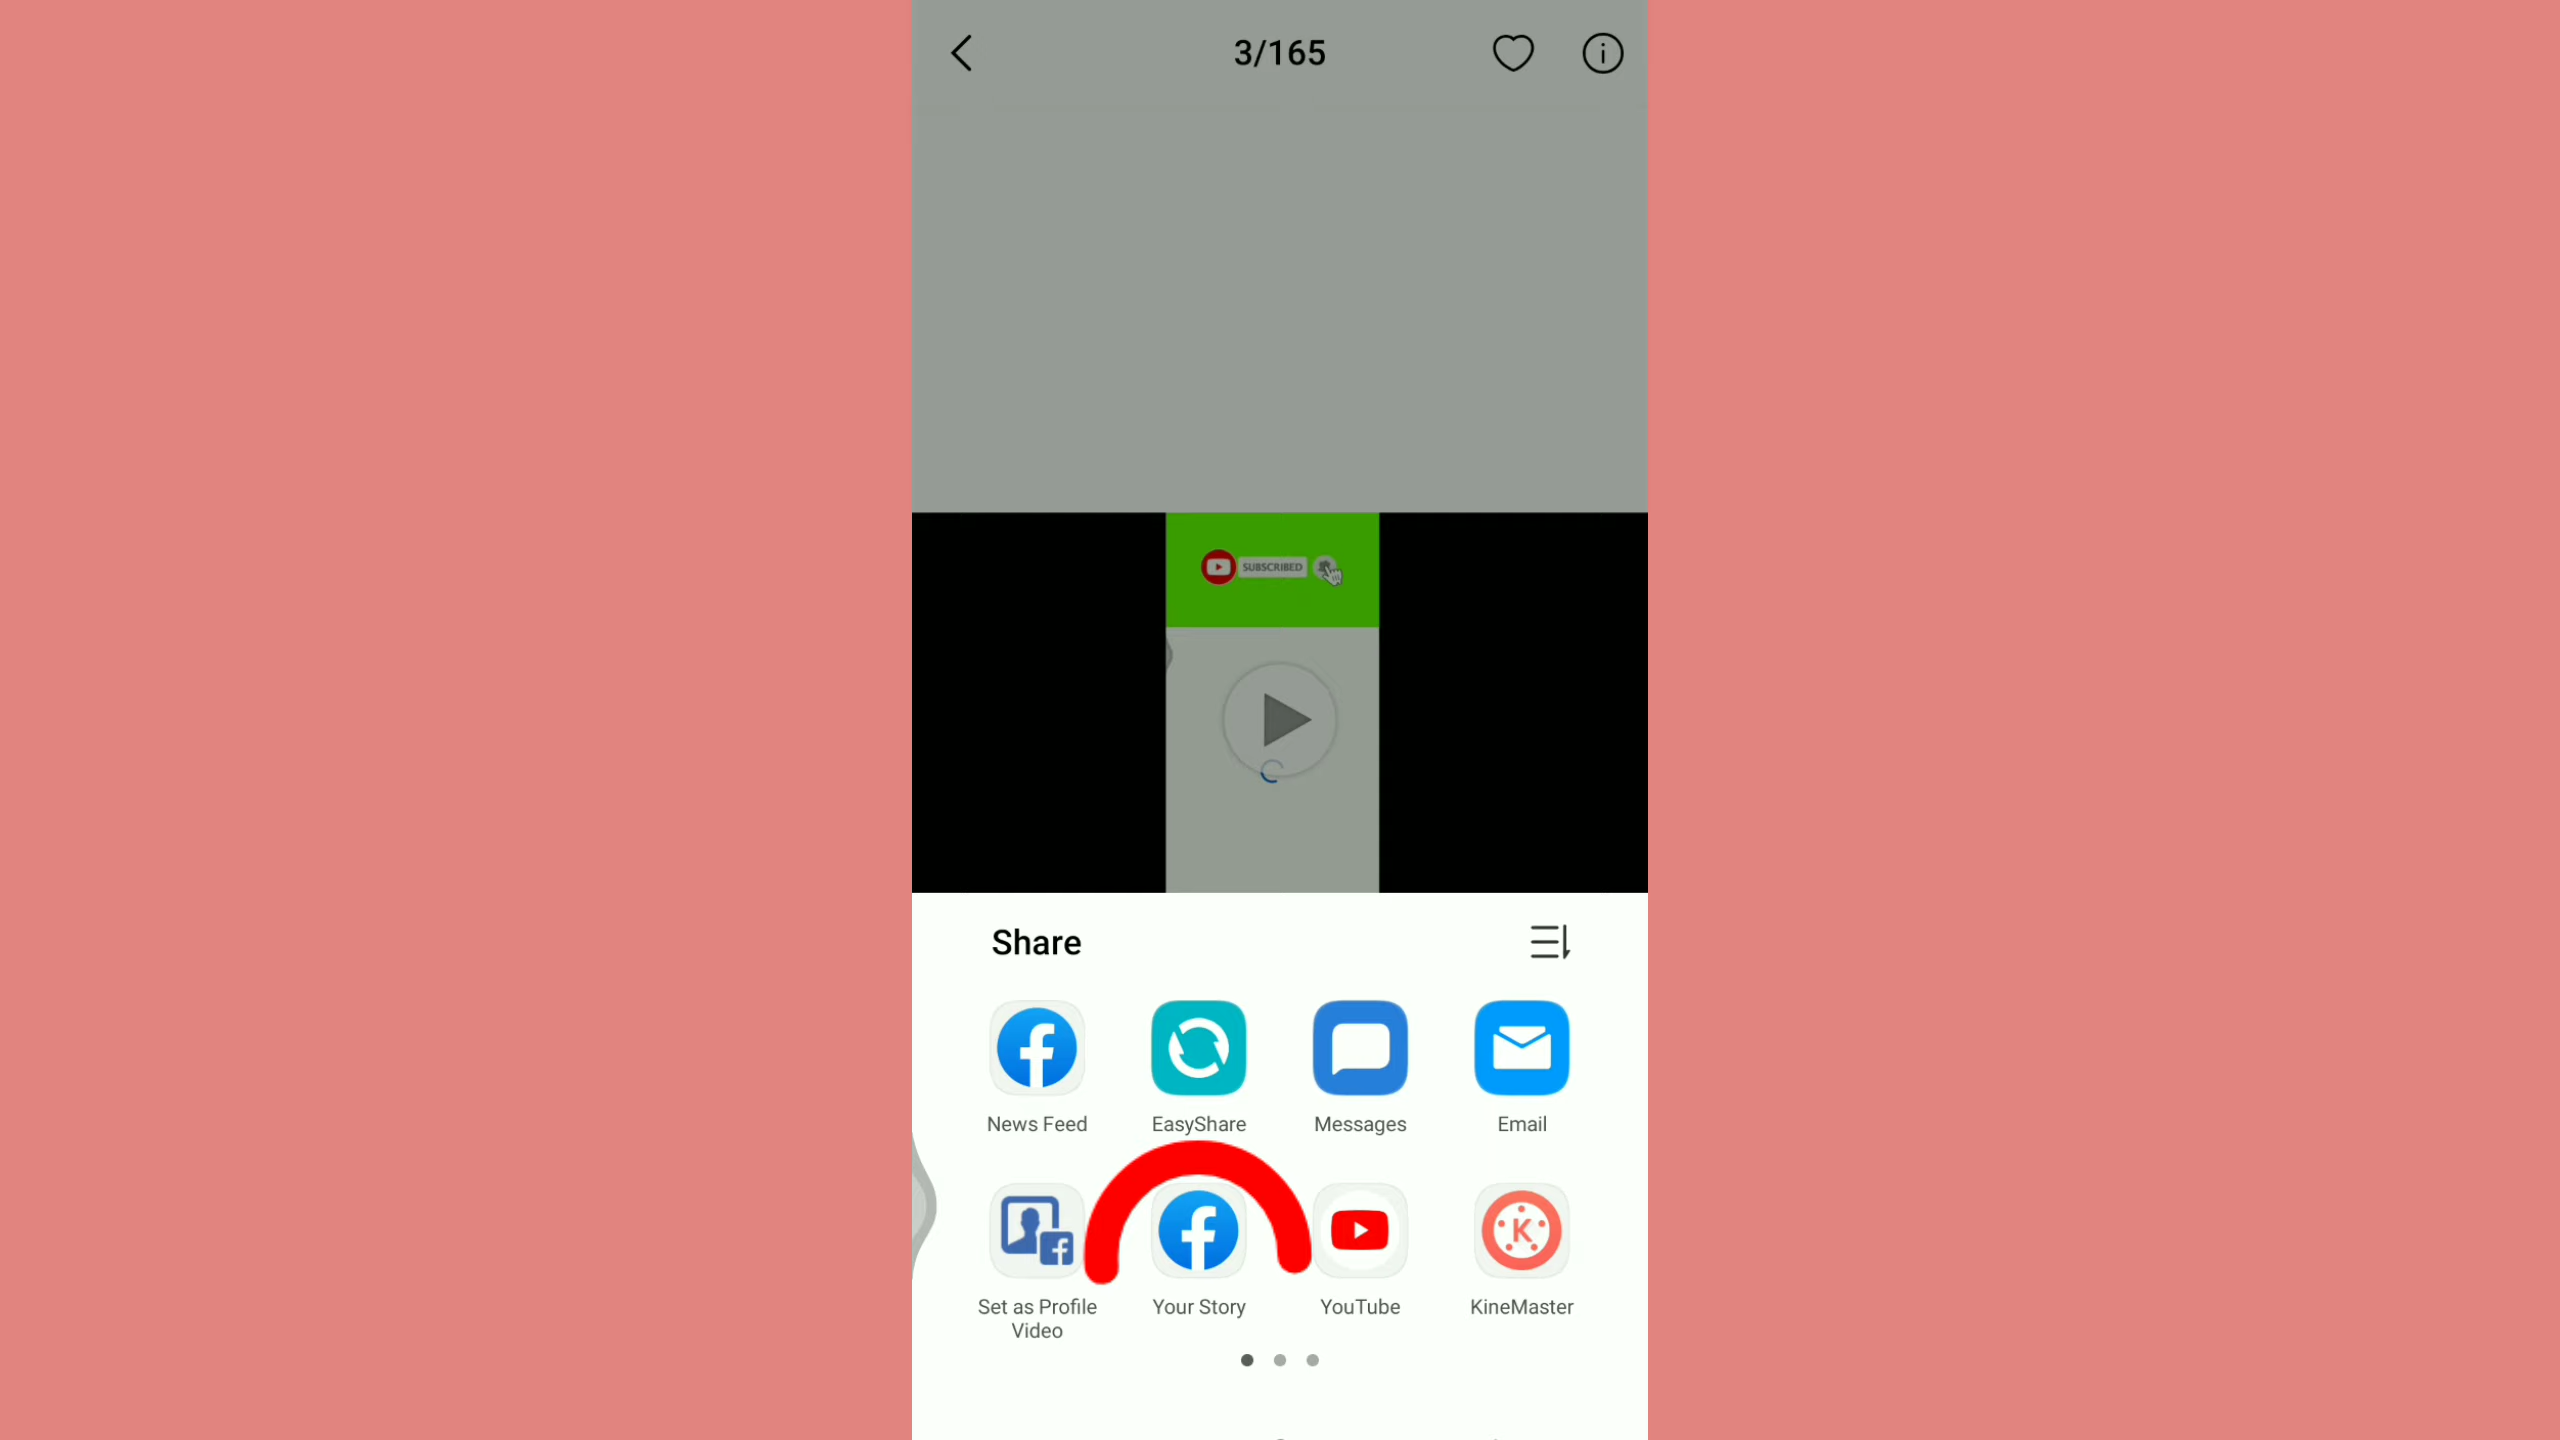 3/165
SUBSCRIBED
Share
News Feed
EasyShare
Messages
Email
Set as Profile
Video
Your Story
YouTube
KineMaster